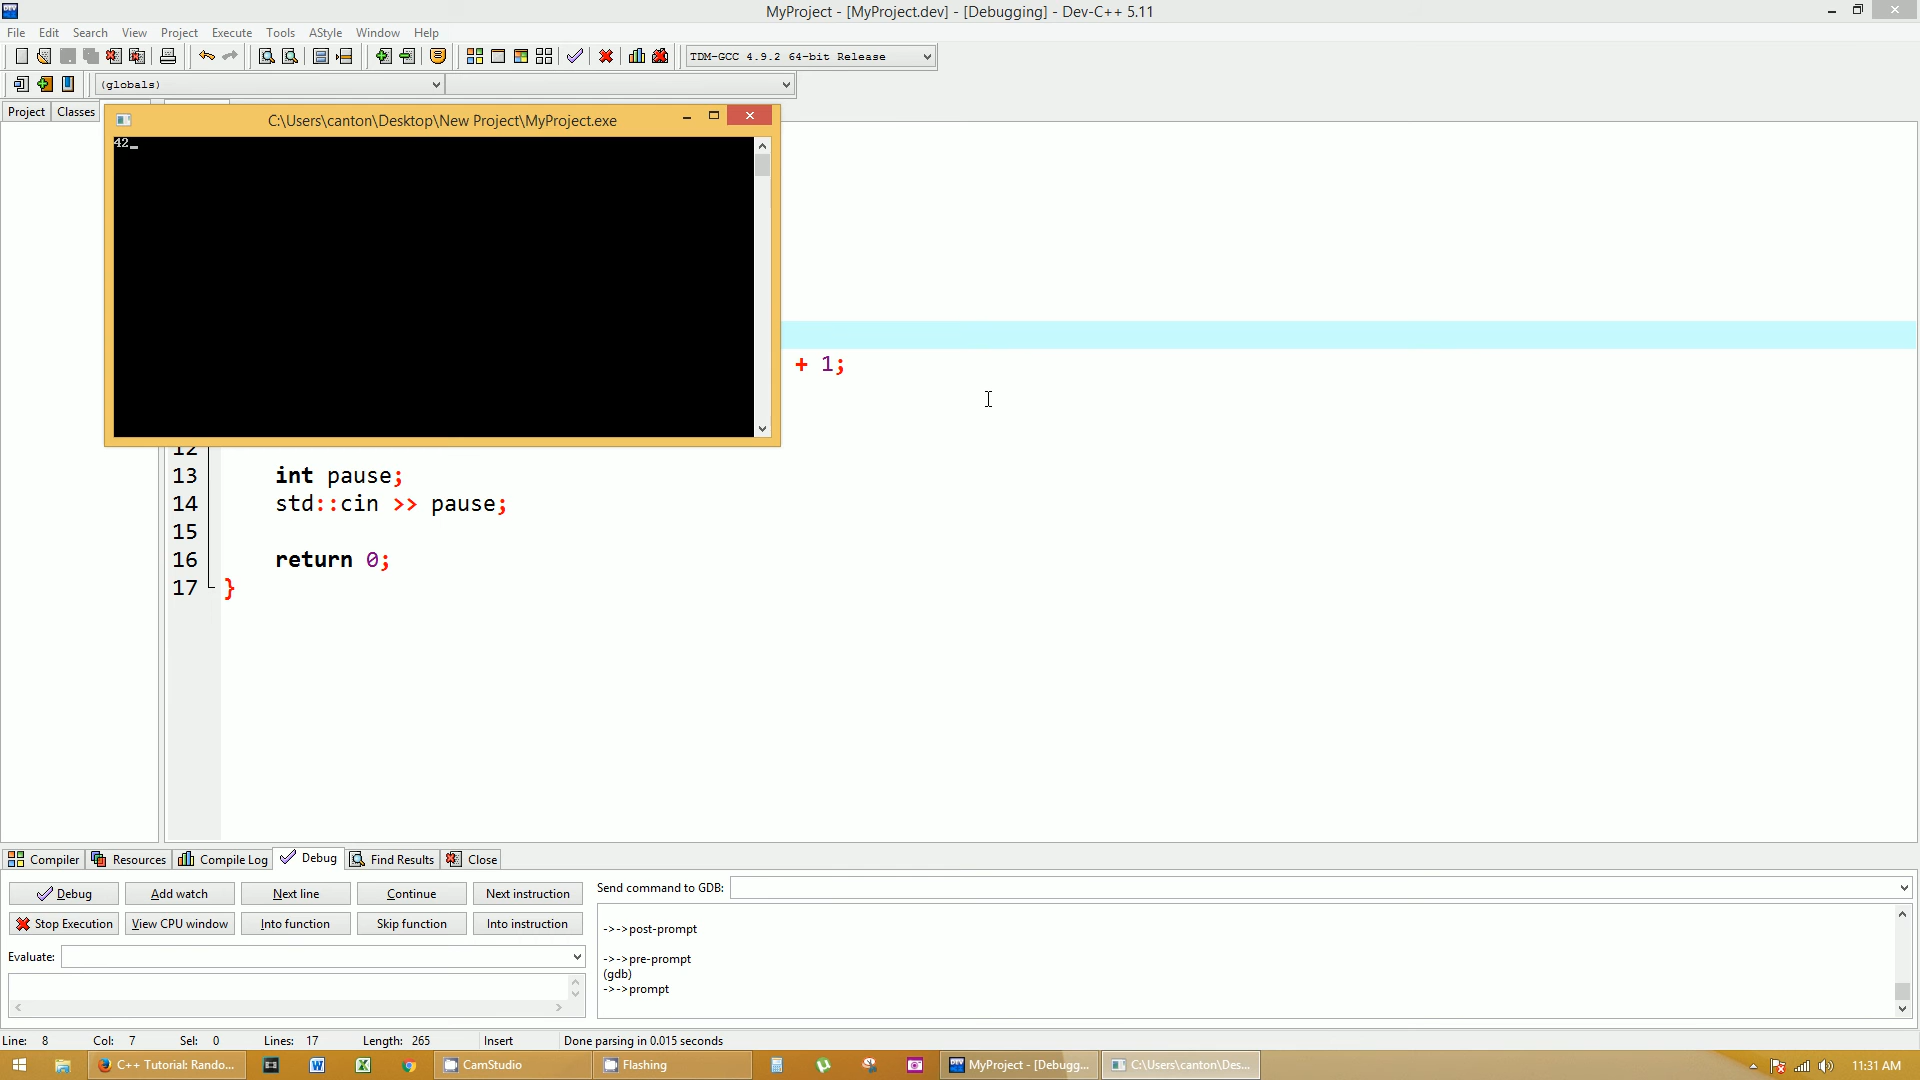 MyProject - [MyProject.dev] - [Debugging] - Dev-C++ 5.11
File Edit Search View Project Execute Tools AStyle Window Help
TDM-GCC 4.9.2 64-bit Release
(globals)
Project Classes
C:\Users\canton\Desktop\New Project\MyProject.exe
42_
+ 1;
12
13 int pause;
14 std::cin >> pause;
15
16 return 0;
17 }
Compiler Resources Compile Log Debug Find Results Close
Debug Add watch Next line Continue Next instruction
Send command to GDB:
Stop Execution View CPU window Into function Skip function Into instruction
Evaluate:
->->post-prompt
->->pre-prompt
(gdb)
->->prompt
Line: 8 Col: 7 Sel: 0 Lines: 17 Length: 265 Insert Done parsing in 0.015 seconds
C++ Tutorial: Rando... CamStudio Flashing MyProject - [Debugg... C:\Users\canton\Des... 11:31 AM